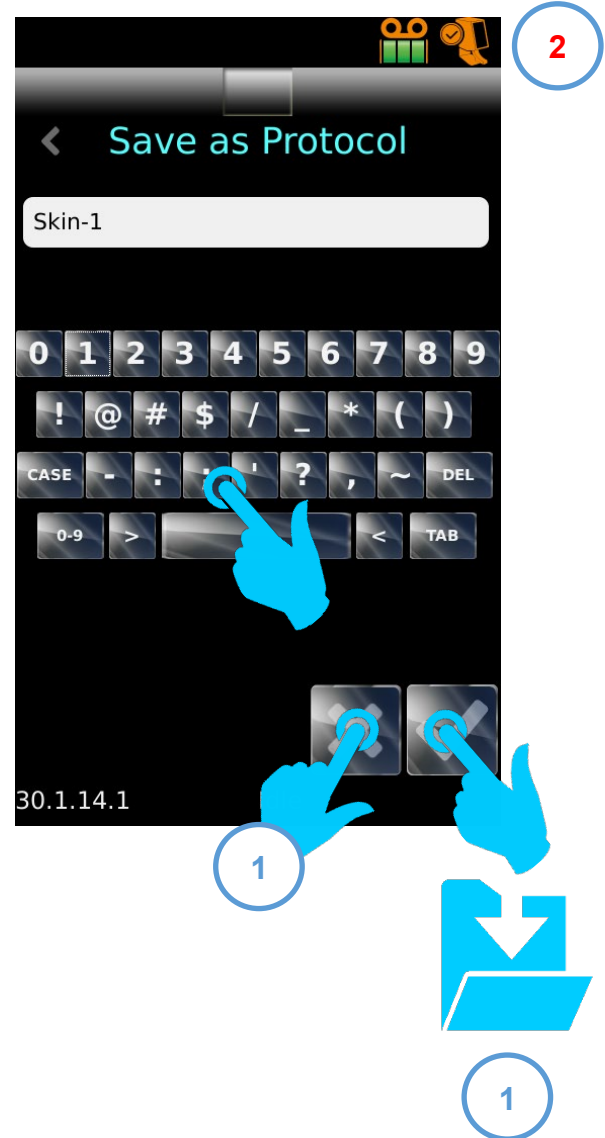 2
Save as Protocol
Skin-1
0 1 2 3 4 5 6 7 8 9
! @ # $ / _ * ( )
CASE - : ; ' ? , ~ DEL
0-9 > < TAB
30.1.14.1
1
1